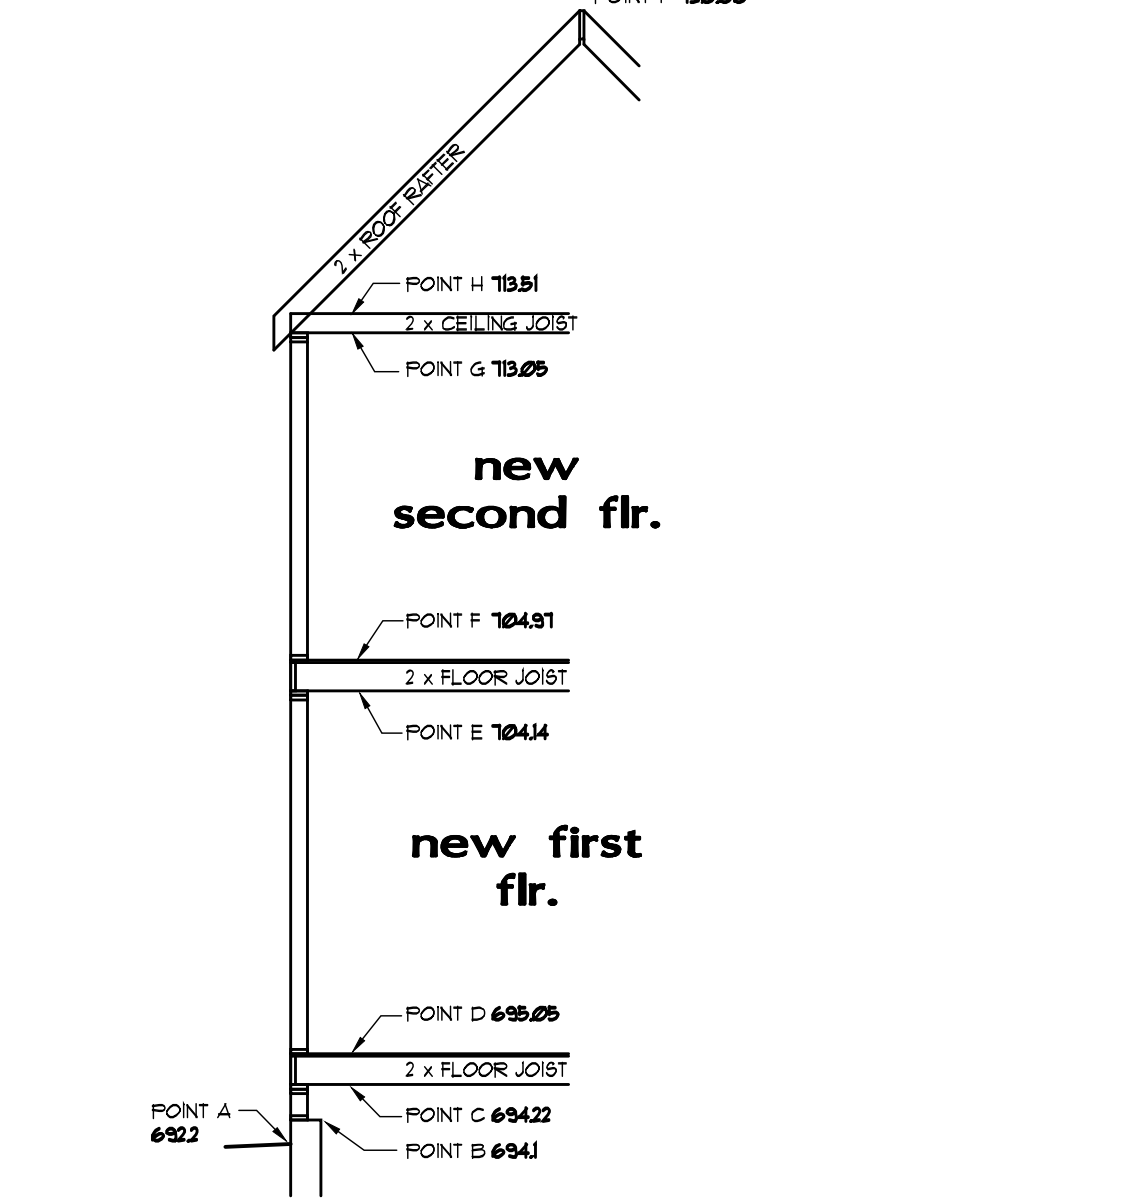 2 x ROOF RAFTER
POINT H 713.51
2 x CEILING JOIST
POINT G 713.05
new
second flr.
POINT F 704.97
2 x FLOOR JOIST
POINT E 704.14
new first
flr.
POINT D 695.05
2 x FLOOR JOIST
POINT A
692.2
POINT C 694.22
POINT B 694.1